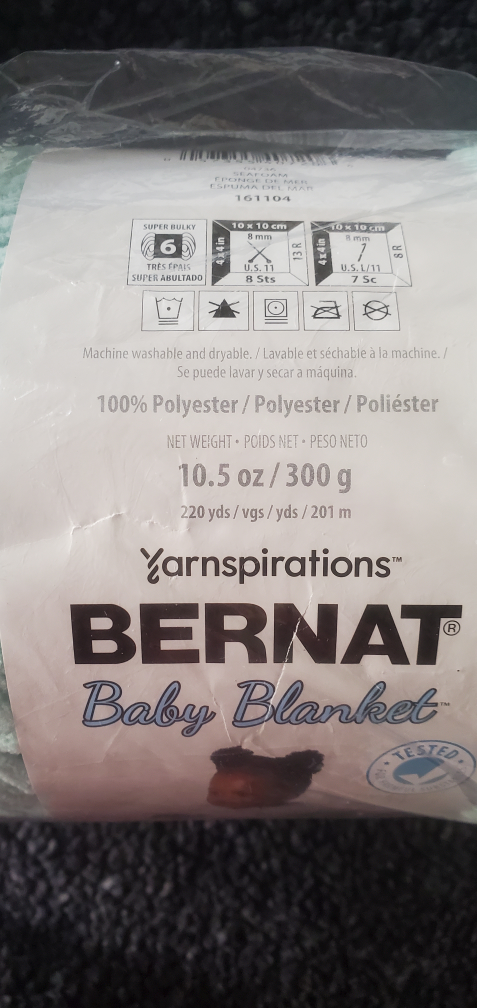 SEAFOAM
ÉPONGE DE MER
ESPUMA DEL MAR
161104
SUPER BULKY
6
TRÈS ÉPAIS
SUPER ABULTADO
10 x 10 cm
4 x 4 in
8 mm
13 R
U.S. 11
8 Sts
10 x 10 cm
4 x 4 in
8 mm
8 R
U.S. L/11
7 Sc
Machine washable and dryable. / Lavable et séchable à la machine. /
Se puede lavar y secar a máquina.
100% Polyester / Polyester / Poliéster
NET WEIGHT • POIDS NET • PESO NETO
10.5 oz / 300 g
220 yds / vgs / yds / 201 m
Yarnspirations™
BERNAT®
Baby Blanket™
TESTED